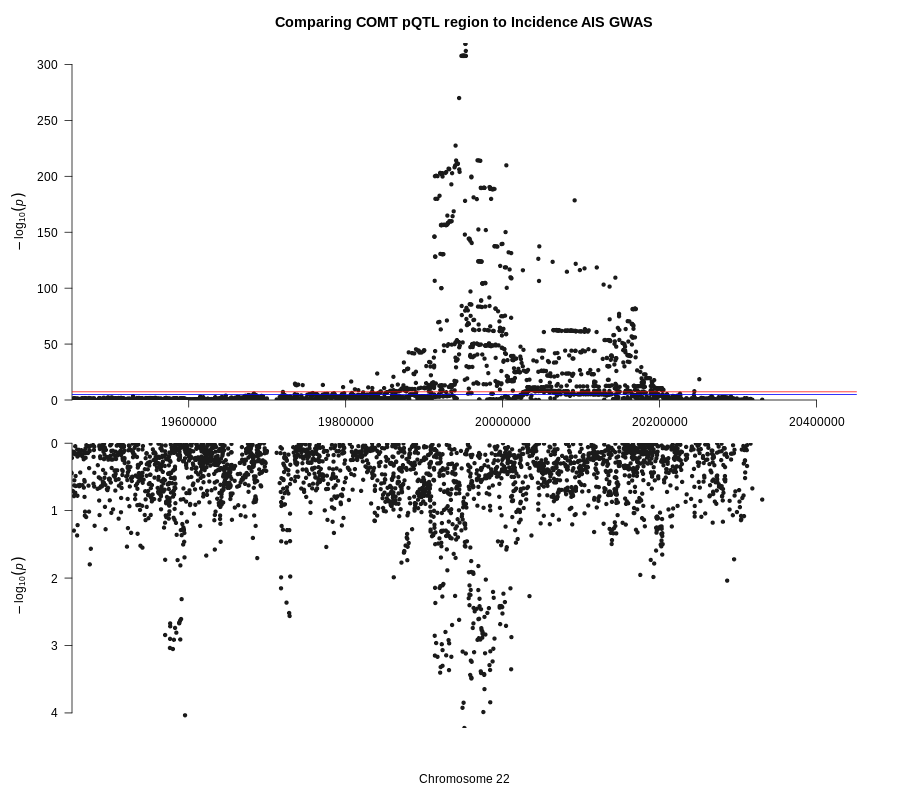 Comparing COMT pQTL region to Incidence AIS GWAS
300
250
200
150
100
50
0
− log10(p)
19600000 19800000 20000000 20200000 20400000
0
1
2
3
4
− log10(p)
Chromosome 22